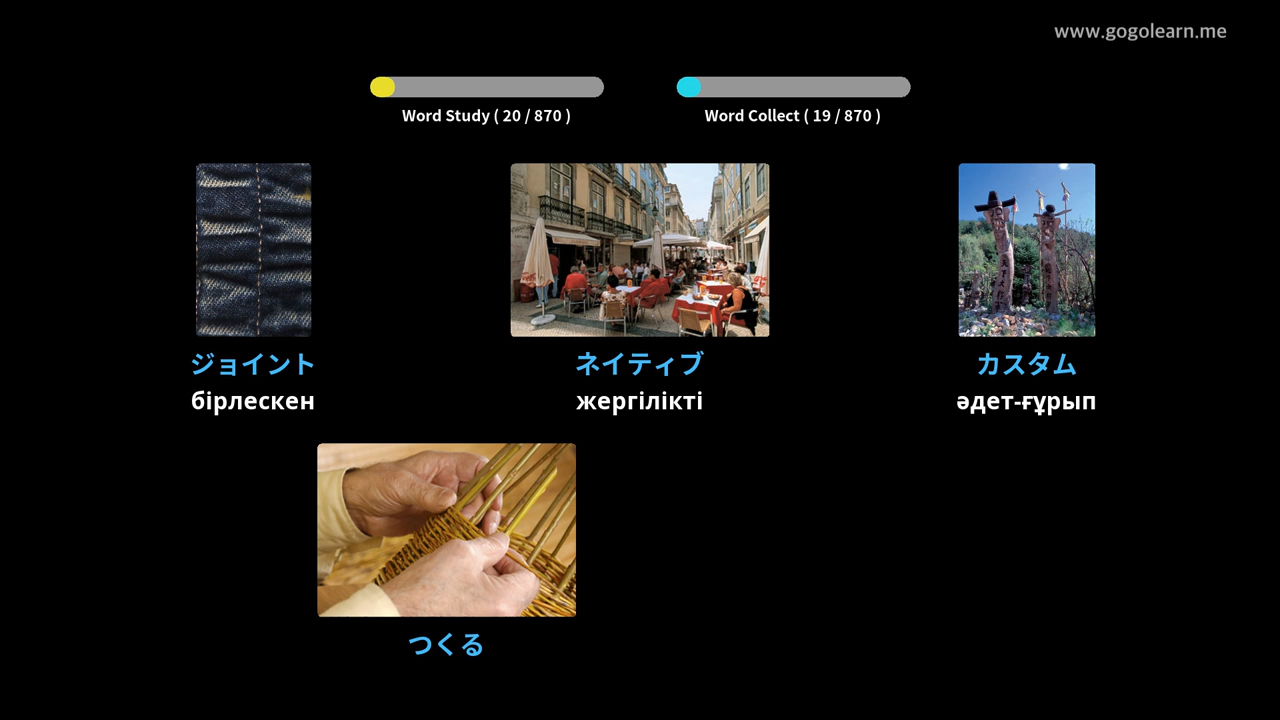 www.gogolearn.me
Word Study ( 20 / 870 )
Word Collect ( 19 / 870 )
ジョイント
ネイティブ
カスタム
бірлескен
жергілікті
әдет-ғұрып
つくる